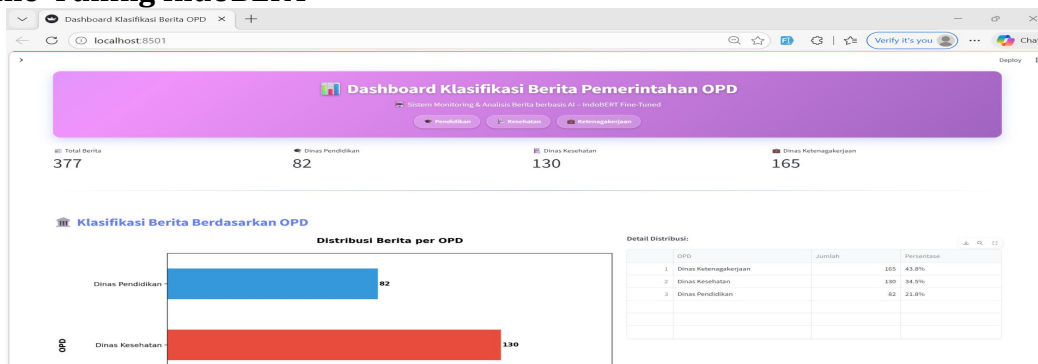 Fine-Tuning IndoBERT
Dashboard Klasifikasi Berita OPD
localhost:8501
Verify it's you
Chat
Deploy
Dashboard Klasifikasi Berita Pemerintahan OPD
Sistem Monitoring & Analisis Berita berbasis AI - IndoBERT Fine-Tuned
Pendidikan Kesehatan Ketenagakerjaan
Total Berita Dinas Pendidikan Dinas Kesehatan Dinas Ketenagakerjaan
377 82 130 165
Klasifikasi Berita Berdasarkan OPD
Distribusi Berita per OPD
Dinas Pendidikan 82
Dinas Kesehatan 130
OPD
Detail Distribusi:
OPD Jumlah Persentase
1 Dinas Ketenagakerjaan 165 43.8%
2 Dinas Kesehatan 130 34.5%
3 Dinas Pendidikan 82 21.8%